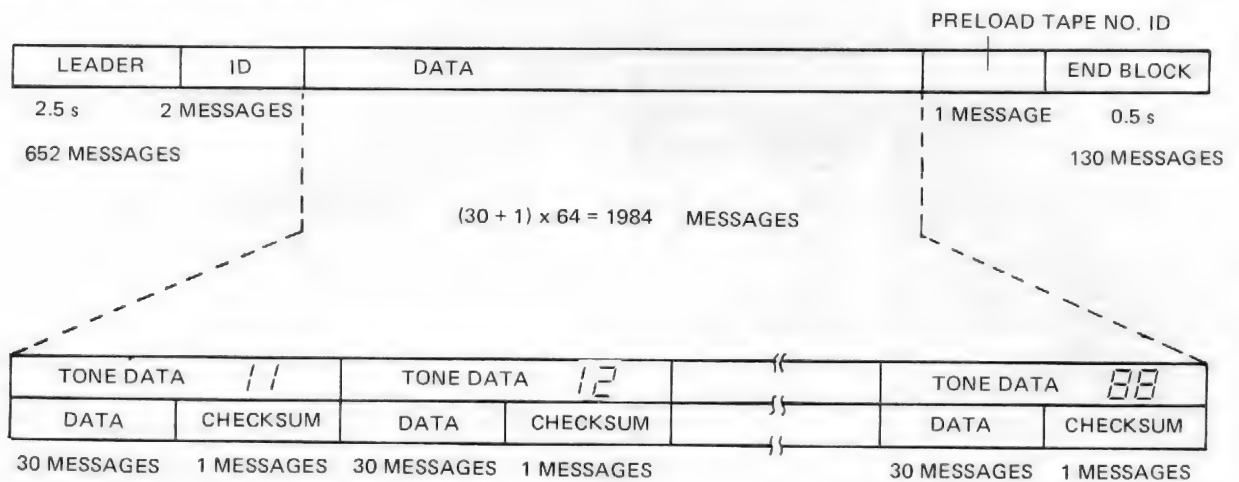 PRELOAD TAPE NO. ID
LEADER ID DATA END BLOCK
2.5 s 2 MESSAGES 1 MESSAGE 0.5 s
652 MESSAGES 130 MESSAGES
(30 + 1) x 64 = 1984 MESSAGES
TONE DATA 11 TONE DATA 12 TONE DATA 88
DATA CHECKSUM DATA CHECKSUM DATA CHECKSUM
30 MESSAGES 1 MESSAGES 30 MESSAGES 1 MESSAGES 30 MESSAGES 1 MESSAGES